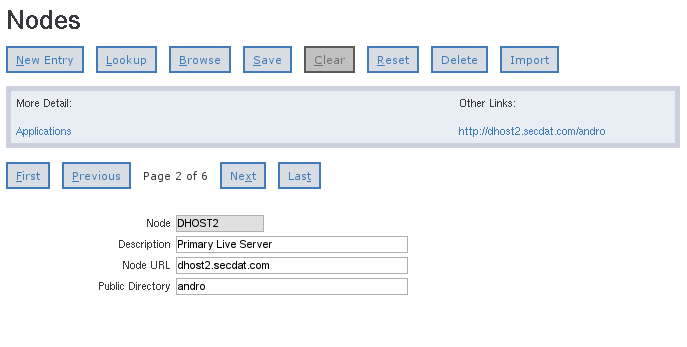 Nodes
New Entry Lookup Browse Save Clear Reset Delete Import
More Detail: Other Links:
Applications http://dhost2.secdat.com/andro
First Previous Page 2 of 6 Next Last
Node DHOST2
Description Primary Live Server
Node URL dhost2.secdat.com
Public Directory andro